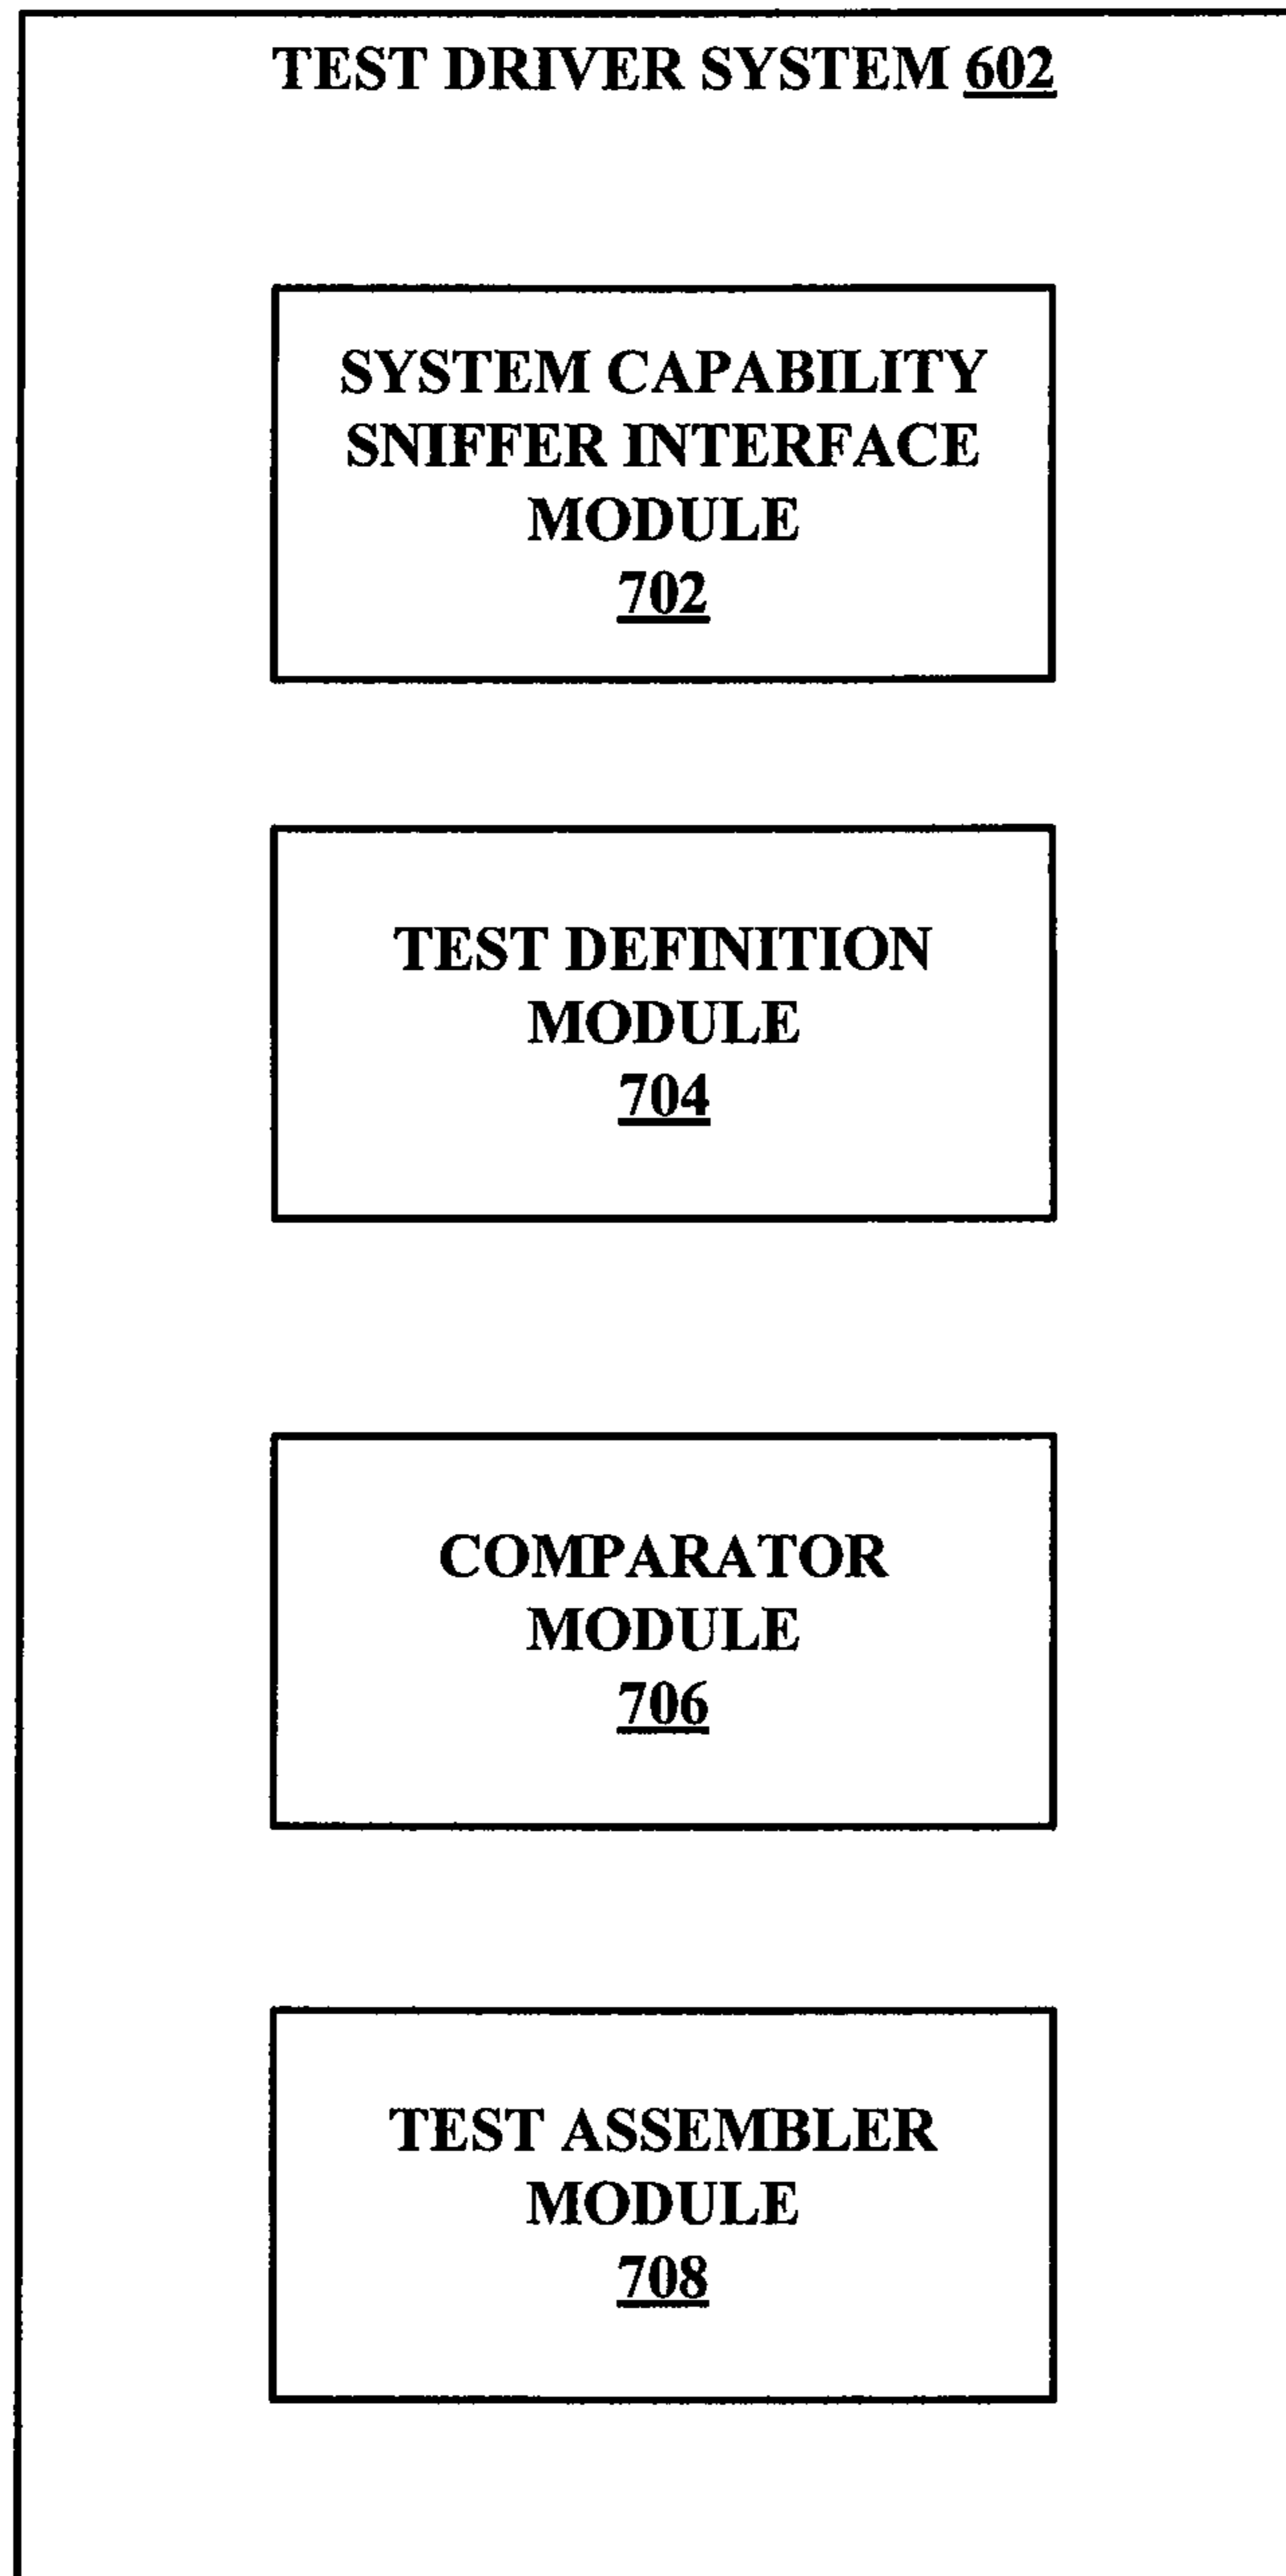 TEST DRIVER SYSTEM 602
SYSTEM CAPABILITY
SNIFFER INTERFACE
MODULE
702
TEST DEFINITION
MODULE
704
COMPARATOR
MODULE
706
TEST ASSEMBLER
MODULE
708